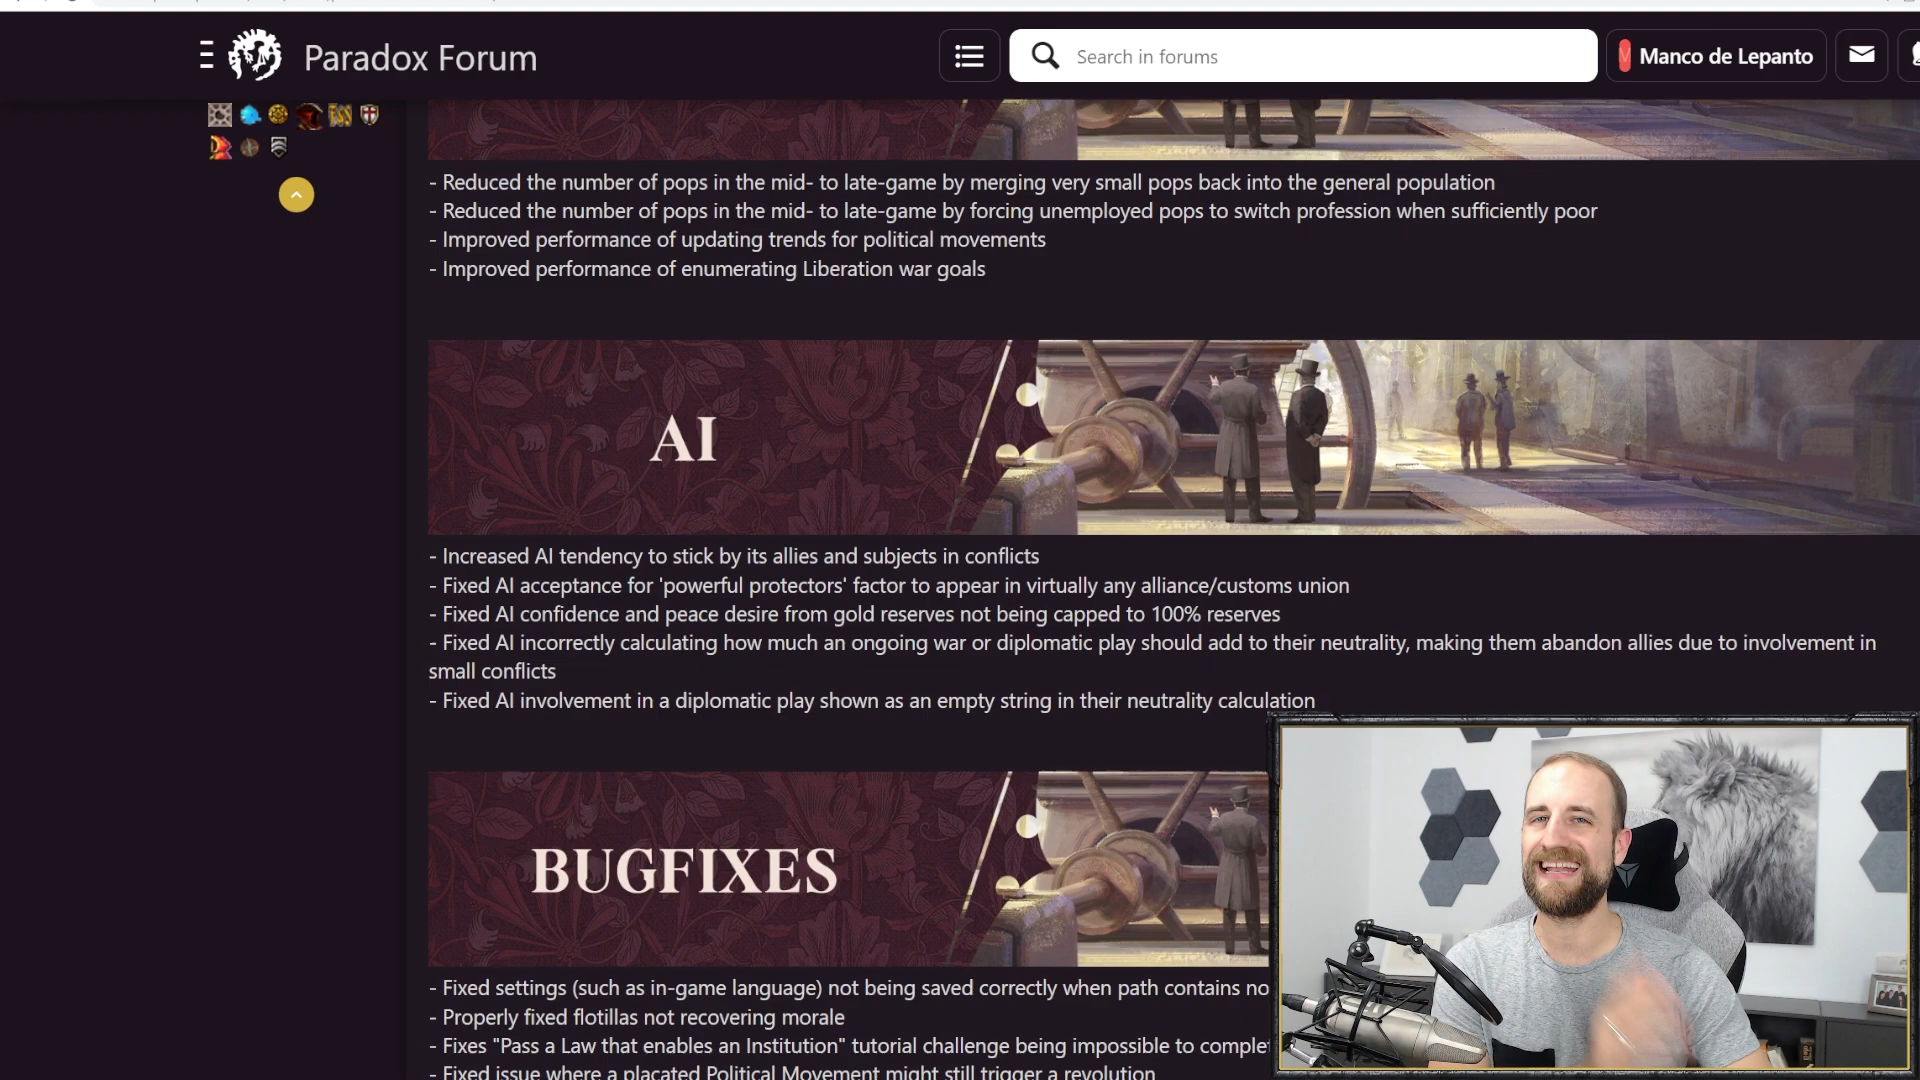 Paradox Forum
Search in forums
Manco de Lepanto
- Reduced the number of pops in the mid- to late-game by merging very small pops back into the general population
- Reduced the number of pops in the mid- to late-game by forcing unemployed pops to switch profession when sufficiently poor
- Improved performance of updating trends for political movements
- Improved performance of enumerating Liberation war goals
AI
- Increased AI tendency to stick by its allies and subjects in conflicts
- Fixed AI acceptance for 'powerful protectors' factor to appear in virtually any alliance/customs union
- Fixed AI confidence and peace desire from gold reserves not being capped to 100% reserves
- Fixed AI incorrectly calculating how much an ongoing war or diplomatic play should add to their neutrality, making them abandon allies due to involvement in
small conflicts
- Fixed AI involvement in a diplomatic play shown as an empty string in their neutrality calculation
BUGFIXES
- Fixed settings (such as in-game language) not being saved correctly when path contains no
- Properly fixed flotillas not recovering morale
- Fixes "Pass a Law that enables an Institution" tutorial challenge being impossible to comple
- Fixed issue where a placated Political Movement might still trigger a revolution